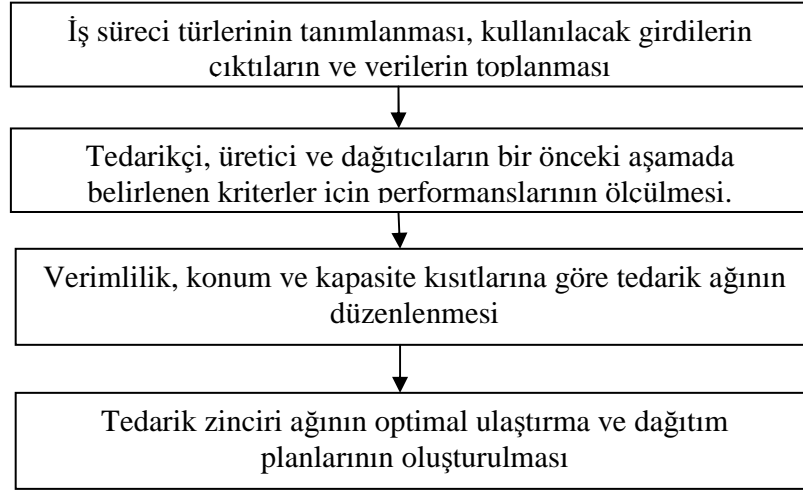 İş süreci türlerinin tanımlanması, kullanılacak girdilerin
çıktıların ve verilerin toplanması
Tedarikçi, üretici ve dağıtıcıların bir önceki aşamada
belirlenen kriterler için performanslarının ölçülmesi.
Verimlilik, konum ve kapasite kısıtlarına göre tedarik ağının
düzenlenmesi
Tedarik zinciri ağının optimal ulaştırma ve dağıtım
planlarının oluşturulması